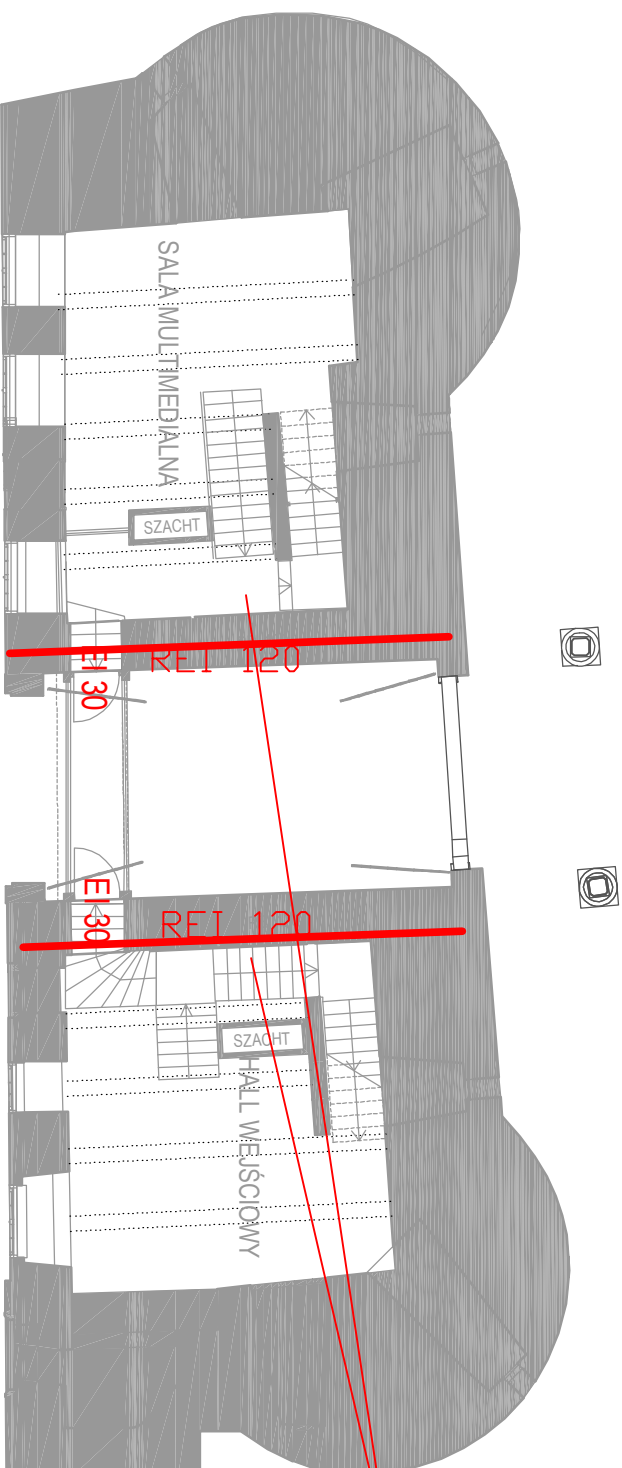 SALA MULTIMEDIALNA
SZACHT
EI 30
REI 120
EI 30
REI 120
SZACHT
HALL WEJŚCIOWY